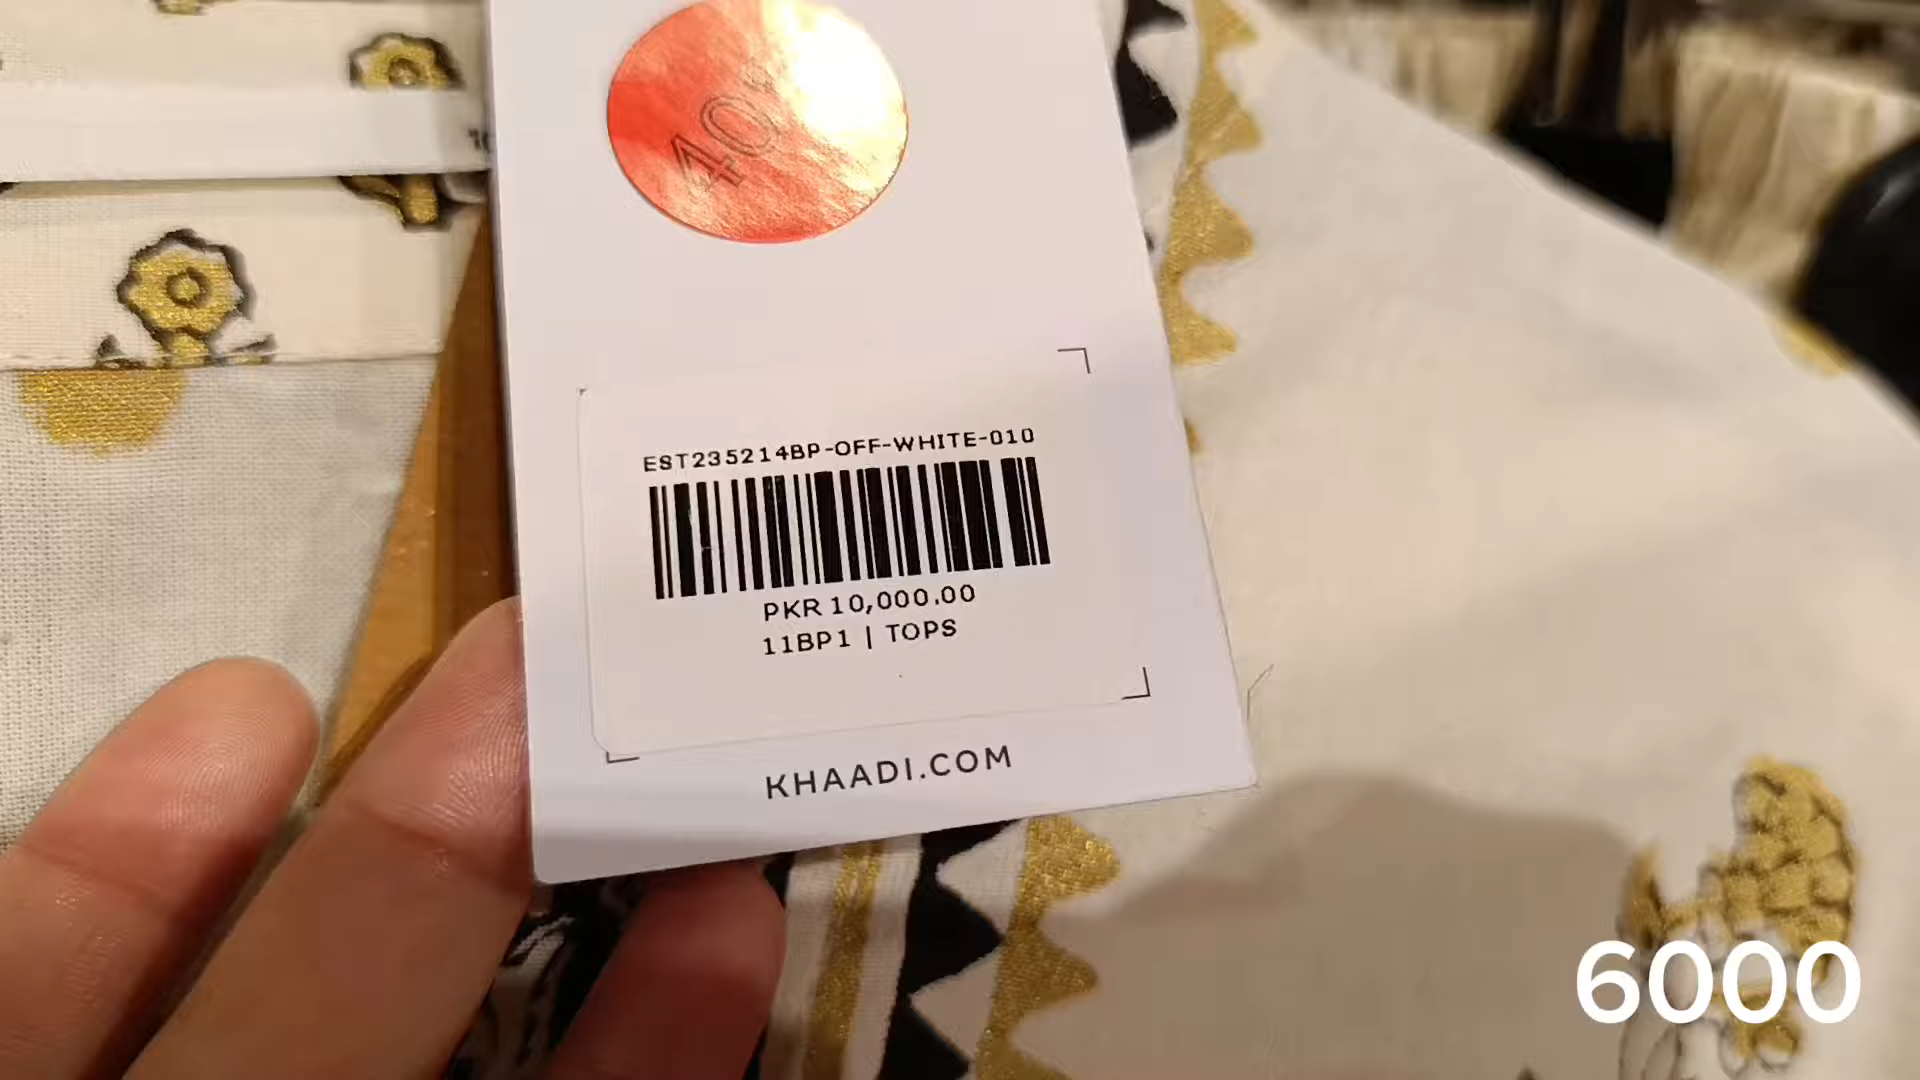 40%
EST235214BP-OFF-WHITE-010
PKR 10,000.00
11BP1 | TOPS
KHAADI.COM
6000